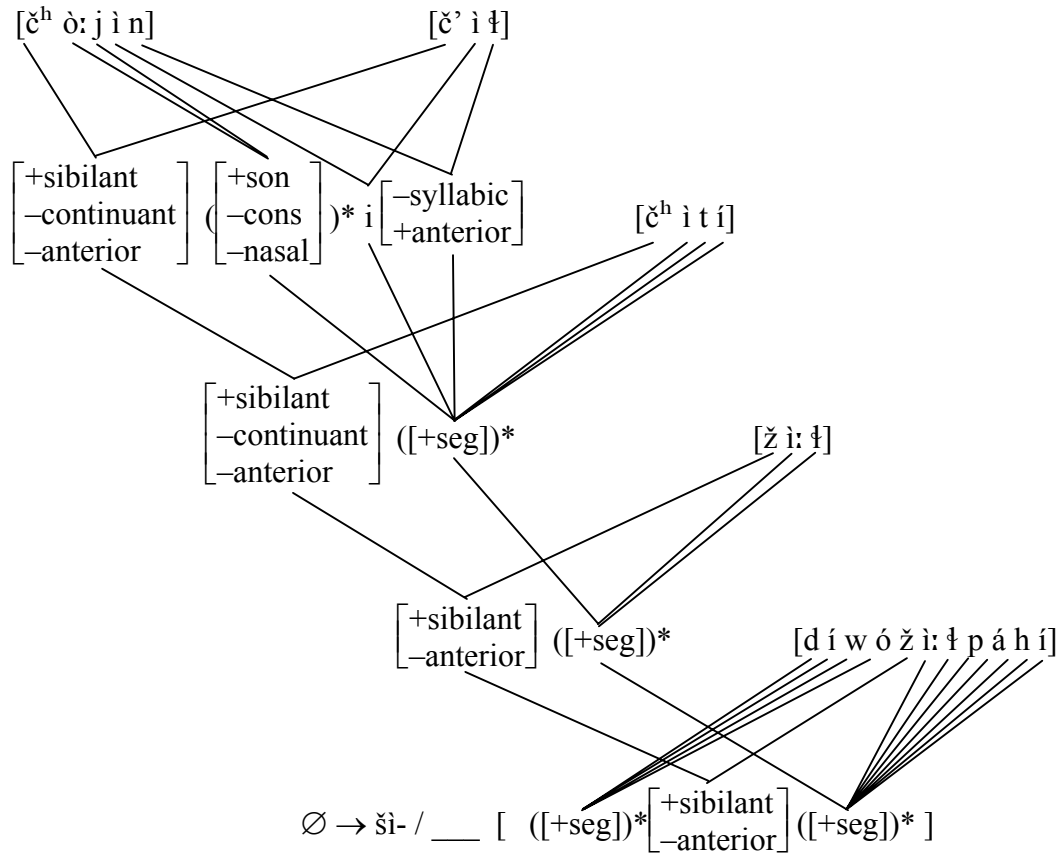 [čʰ òː j ì n] [č’ ì ɬ]
[+sibilant [+son –syllabic
–continuant (–cons )* i +anterior] [čʰ ì t í]
–anterior] –nasal]
[+sibilant
–continuant ([+seg])* [ž ìː ɬ]
–anterior]
[+sibilant ([+seg])* [d í w ó ž ìː ɬ p á h í]
–anterior]
[+sibilant
∅ → šì- / ___ [ ([+seg])* ([+seg])* ]
–anterior]